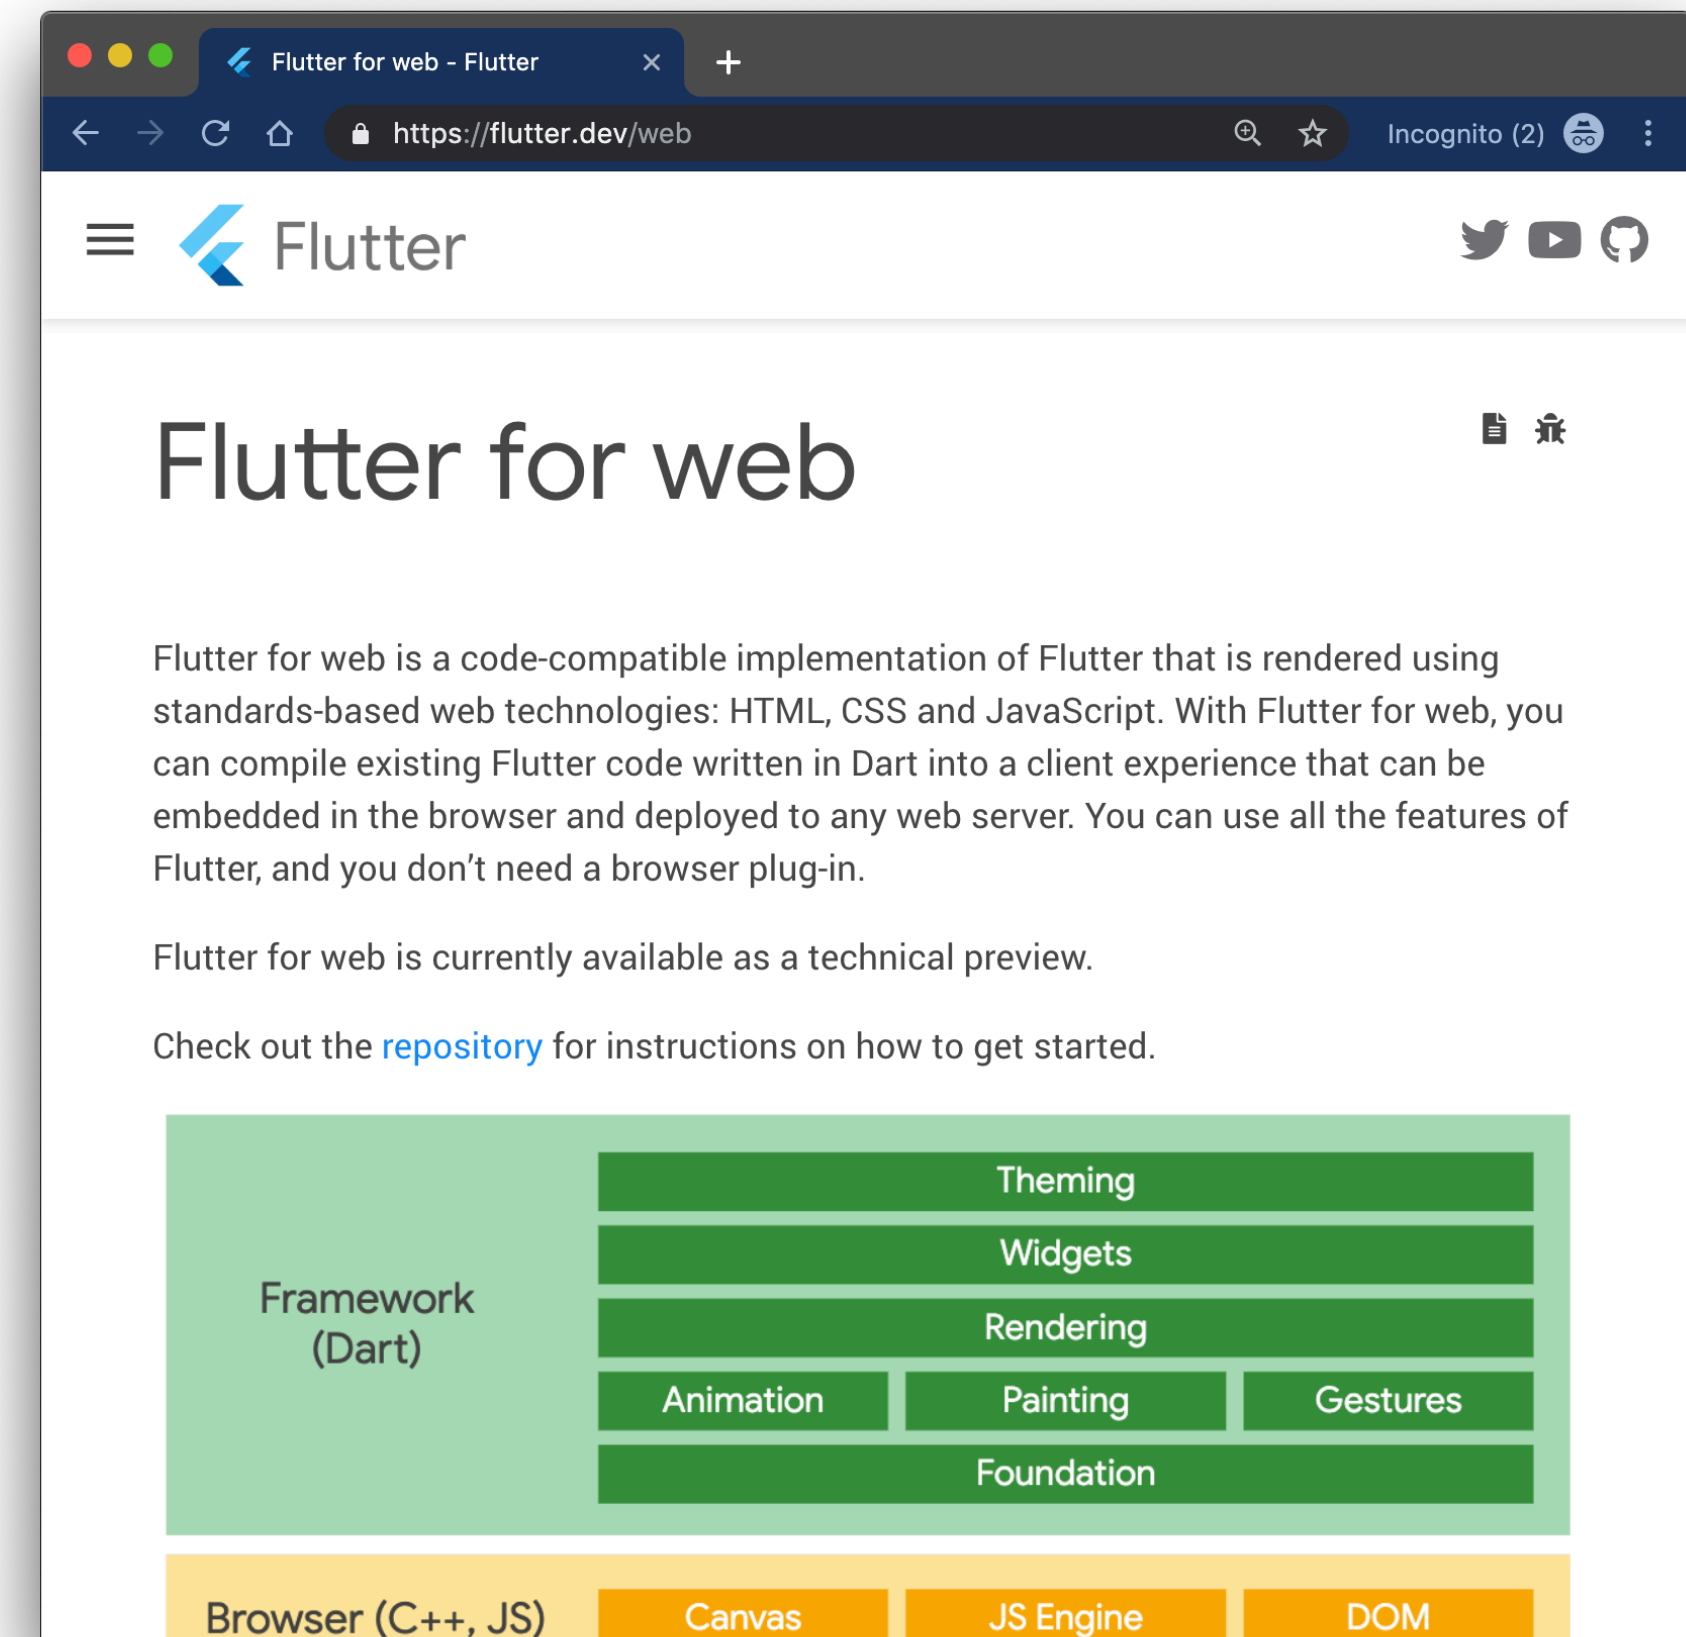 Flutter for web - Flutter
https://flutter.dev/web
Incognito (2)
Flutter
Flutter for web
Flutter for web is a code-compatible implementation of Flutter that is rendered using
standards-based web technologies: HTML, CSS and JavaScript. With Flutter for web, you
can compile existing Flutter code written in Dart into a client experience that can be
embedded in the browser and deployed to any web server. You can use all the features of
Flutter, and you don’t need a browser plug-in.
Flutter for web is currently available as a technical preview.
Check out the repository for instructions on how to get started.
Framework
(Dart)
Theming
Widgets
Rendering
Animation
Painting
Gestures
Foundation
Browser (C++, JS)
Canvas
JS Engine
DOM